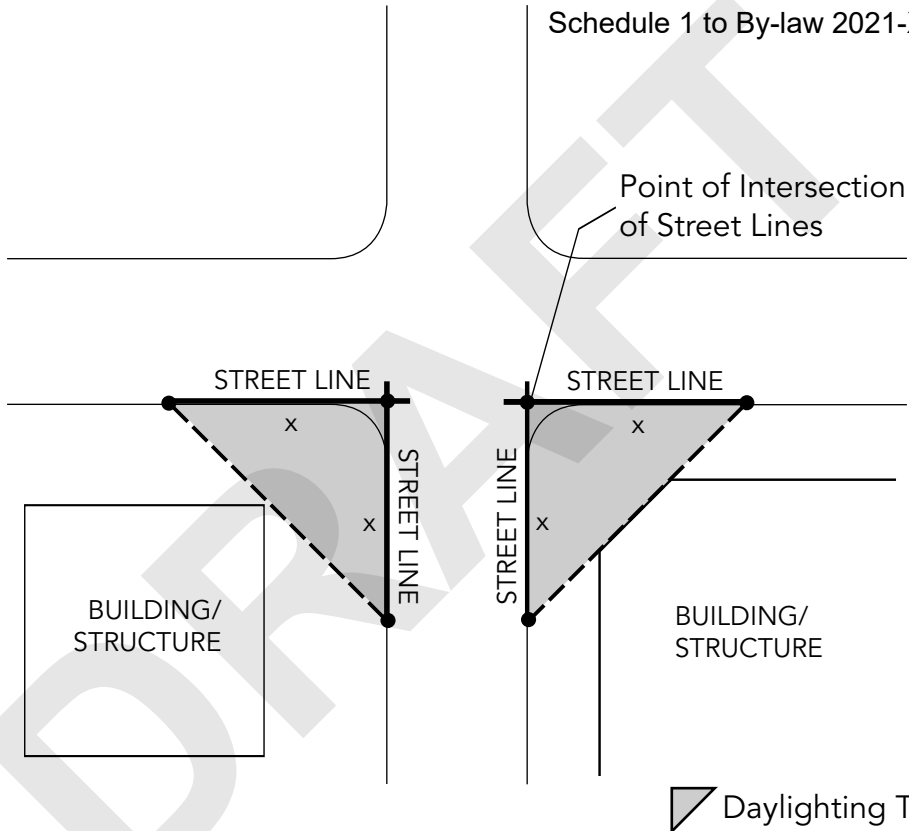 Schedule 1 to By-law 2021-
Point of Intersection
of Street Lines
STREET LINE
STREET LINE
x
x
STREET LINE
STREET LINE
x
x
BUILDING/
STRUCTURE
BUILDING/
STRUCTURE
Daylighting T
DRAFT